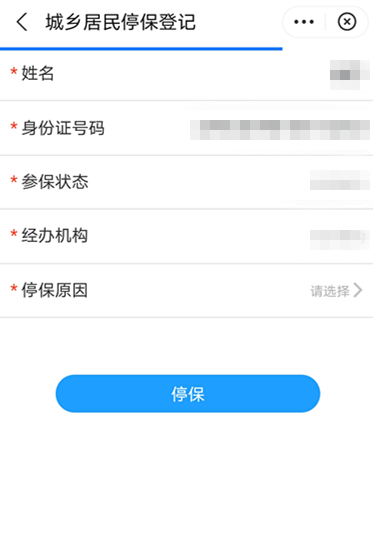 城乡居民停保登记
* 姓名
* 身份证号码
* 参保状态
* 经办机构
* 停保原因 请选择
停保